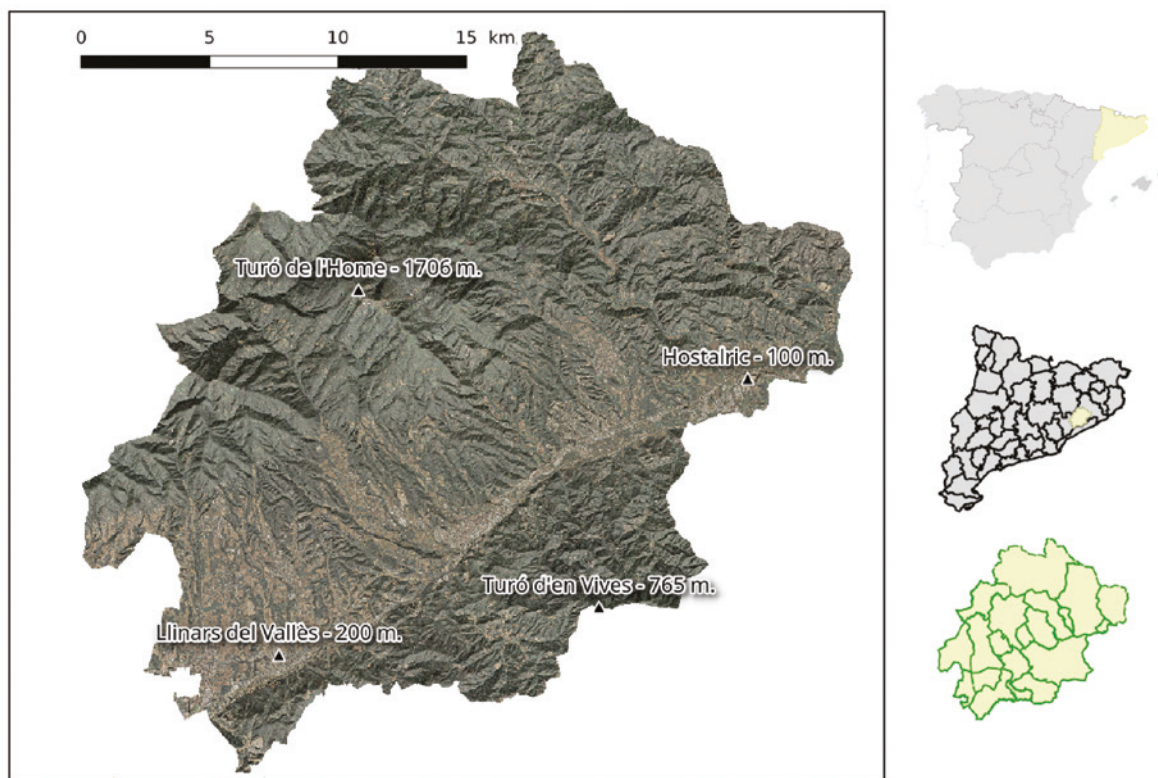 0 5 10 15 km
Turó de l'Home - 1706 m.
Hostalric - 100 m.
Turó d'en Vives - 765 m.
Llinars del Vallès - 200 m.